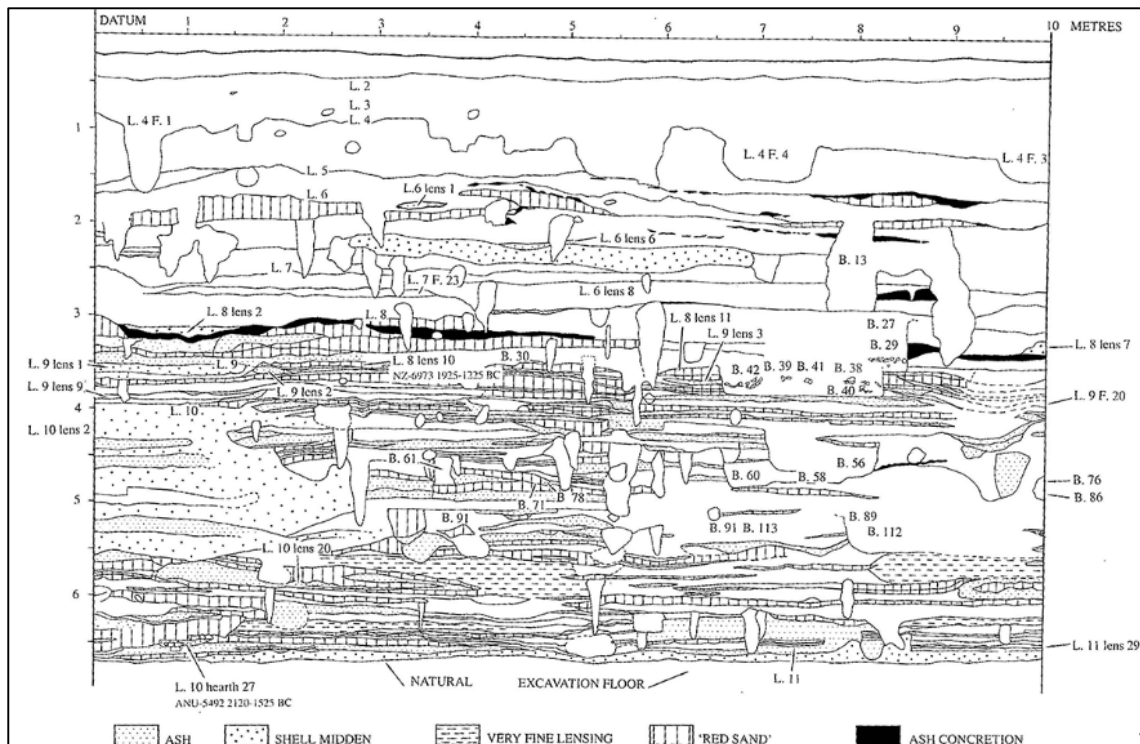 DATUM 1 2 3 4 5 6 7 8 9 10 METRES
L. 2
L. 3
L. 4 F. 1
L. 4
1
L. 4 F. 4
L. 4 F. 3
L. 5
L. 6
L.6 lens 1
2
L. 6 lens 6
B. 13
L. 7
L. 7 F. 23
L. 6 lens 8
3
L. 8 lens 2
L. 8
L. 8 lens 11
B. 27
L. 9 lens 3
B. 29
L. 8 lens 7
L. 9 lens 1
L. 9
L. 8 lens 10
B. 30
NZ-6973 1925-1225 BC
B. 42
B. 39
B. 41
B. 38
L. 9 lens 9
L. 9 lens 2
B. 40
L. 9 F. 20
4
L. 10
L. 10 lens 2
B. 61
B. 56
B. 60
B. 58
B. 76
B. 78
B. 86
5
B. 71
B. 91
B. 91
B. 113
B. 89
B. 112
L. 10 lens 20
6
L. 11 lens 29
L. 11
NATURAL
EXCAVATION FLOOR
L. 10 hearth 27
ANU-5492 2120-1525 BC
ASH
SHELL MIDDEN
VERY FINE LENSING
'RED SAND'
ASH CONCRETION